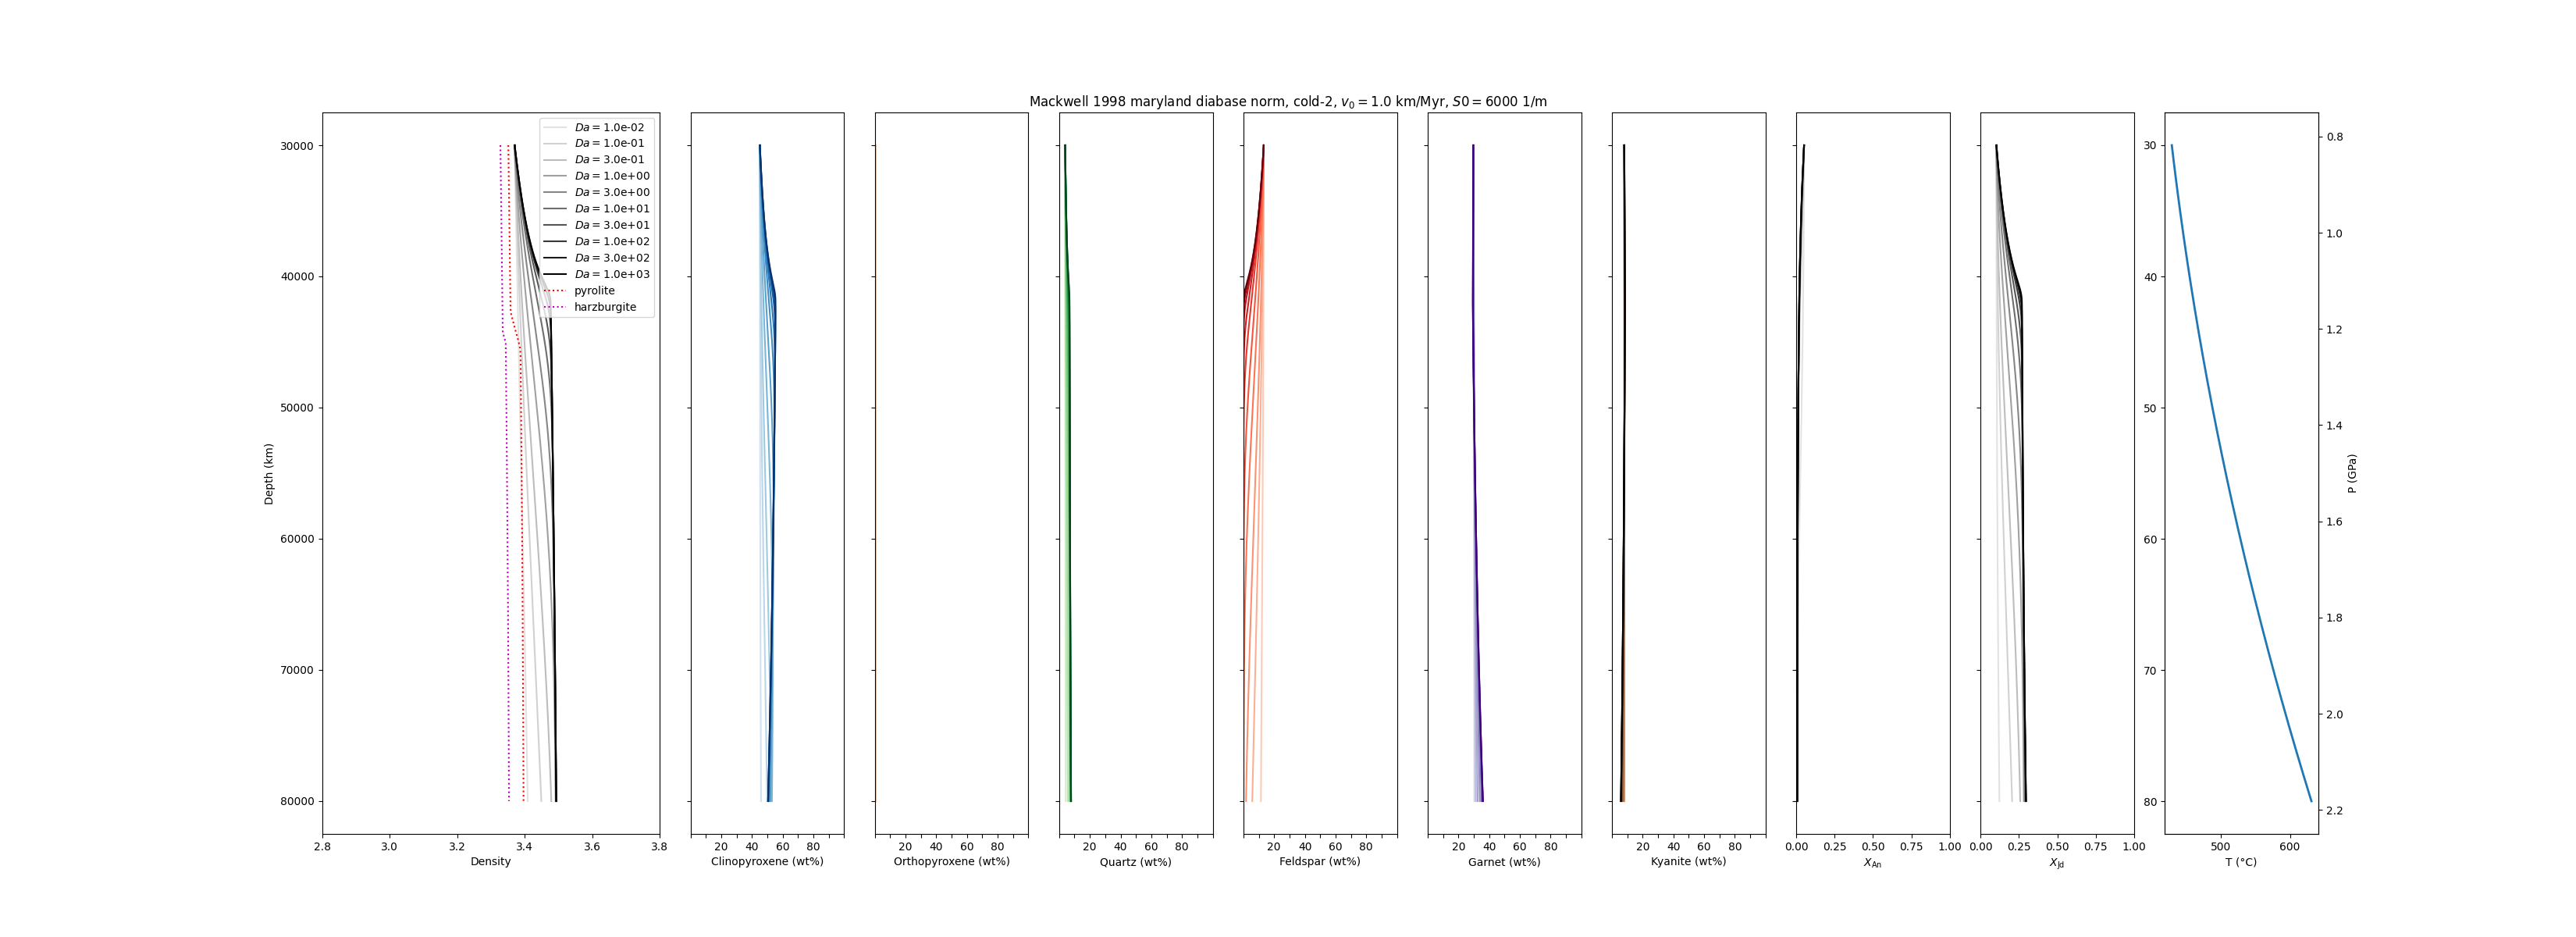 Mackwell 1998 maryland diabase norm, cold-2, v₀ = 1.0 km/Myr, S0 = 6000 1/m
Da = 1.0e-02
Da = 1.0e-01
Da = 3.0e-01
Da = 1.0e+00
Da = 3.0e+00
Da = 1.0e+01
Da = 3.0e+01
Da = 1.0e+02
Da = 3.0e+02
Da = 1.0e+03
pyrolite
harzburgite
Depth (km)
30000
40000
50000
60000
70000
80000
2.8 3.0 3.2 3.4 3.6 3.8
Density
20 40 60 80
Clinopyroxene (wt%)
20 40 60 80
Orthopyroxene (wt%)
20 40 60 80
Quartz (wt%)
20 40 60 80
Feldspar (wt%)
20 40 60 80
Garnet (wt%)
20 40 60 80
Kyanite (wt%)
0.00 0.25 0.50 0.75 1.00
X_An
0.00 0.25 0.50 0.75 1.00
X_Jd
30
40
50
60
70
80
500 600
T (°C)
0.8
1.0
1.2
1.4
1.6
1.8
2.0
2.2
P (GPa)